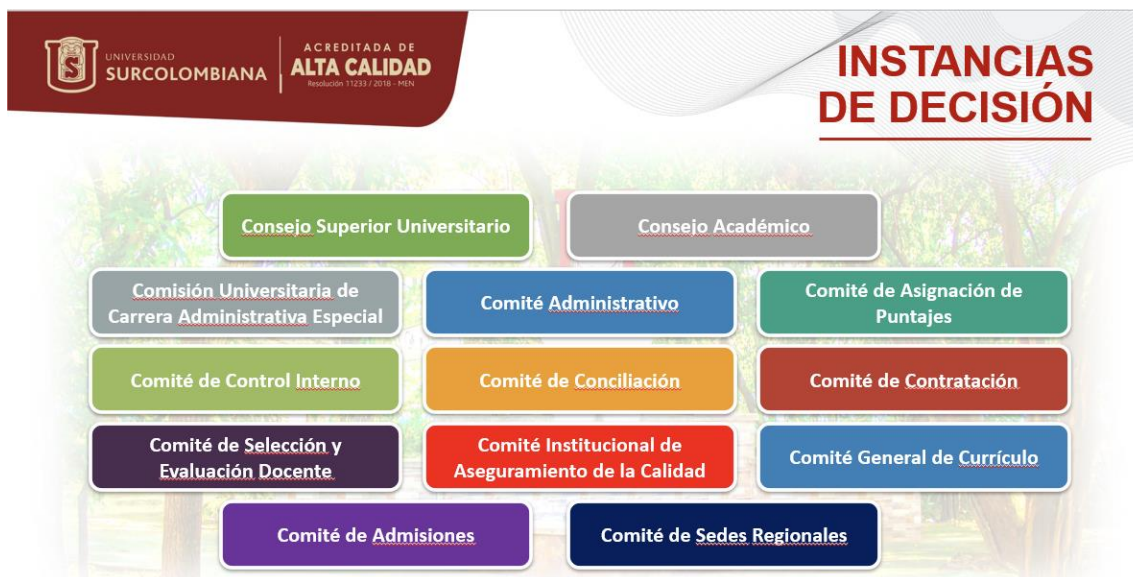 UNIVERSIDAD
SURCOLOMBIANA
ACREDITADA DE
ALTA CALIDAD
Resolución 11233 / 2018 - MEN
INSTANCIAS
DE DECISIÓN
Consejo Superior Universitario
Consejo Académico
Comisión Universitaria de
Carrera Administrativa Especial
Comité Administrativo
Comité de Asignación de
Puntajes
Comité de Control Interno
Comité de Conciliación
Comité de Contratación
Comité de Selección y
Evaluación Docente
Comité Institucional de
Aseguramiento de la Calidad
Comité General de Currículo
Comité de Admisiones
Comité de Sedes Regionales